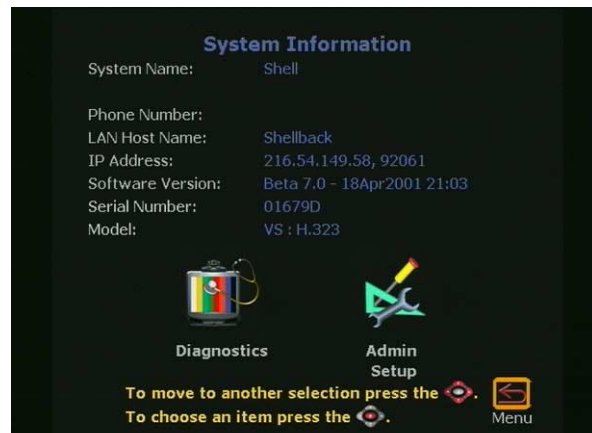 System Information
System Name: Shell
Phone Number:
LAN Host Name: Shellback
IP Address: 216.54.149.58, 92061
Software Version: Beta 7.0 - 18Apr2001 21:03
Serial Number: 01679D
Model: VS : H.323
Diagnostics
Admin
Setup
To move to another selection press the .
To choose an item press the .
Menu